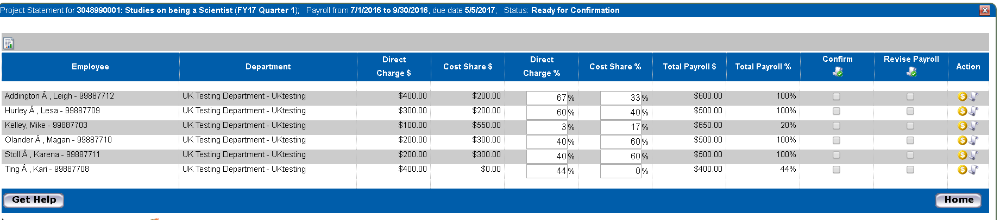 Project Statement for 3048990001: Studies on being a Scientist (FY17 Quarter 1); Payroll from 7/1/2016 to 9/30/2016, due date 5/5/2017; Status: Ready for Confirmation
Employee Department Direct Charge $ Cost Share $ Direct Charge % Cost Share % Total Payroll $ Total Payroll % Confirm Revise Payroll Action
Addington Â , Leigh - 99887712 UK Testing Department - UKtesting $400.00 $200.00 67% 33% $600.00 100%
Hurley Â , Lesa - 99887709 UK Testing Department - UKtesting $300.00 $200.00 60% 40% $500.00 100%
Kelley, Mike - 99887703 UK Testing Department - UKtesting $100.00 $550.00 3% 17% $650.00 20%
Olander Â , Magan - 99887710 UK Testing Department - UKtesting $200.00 $300.00 40% 60% $500.00 100%
Stoll Â , Karena - 99887711 UK Testing Department - UKtesting $200.00 $300.00 40% 60% $500.00 100%
Ting Â , Kari - 99887708 UK Testing Department - UKtesting $400.00 $0.00 44% 0% $400.00 44%
Get Help Home